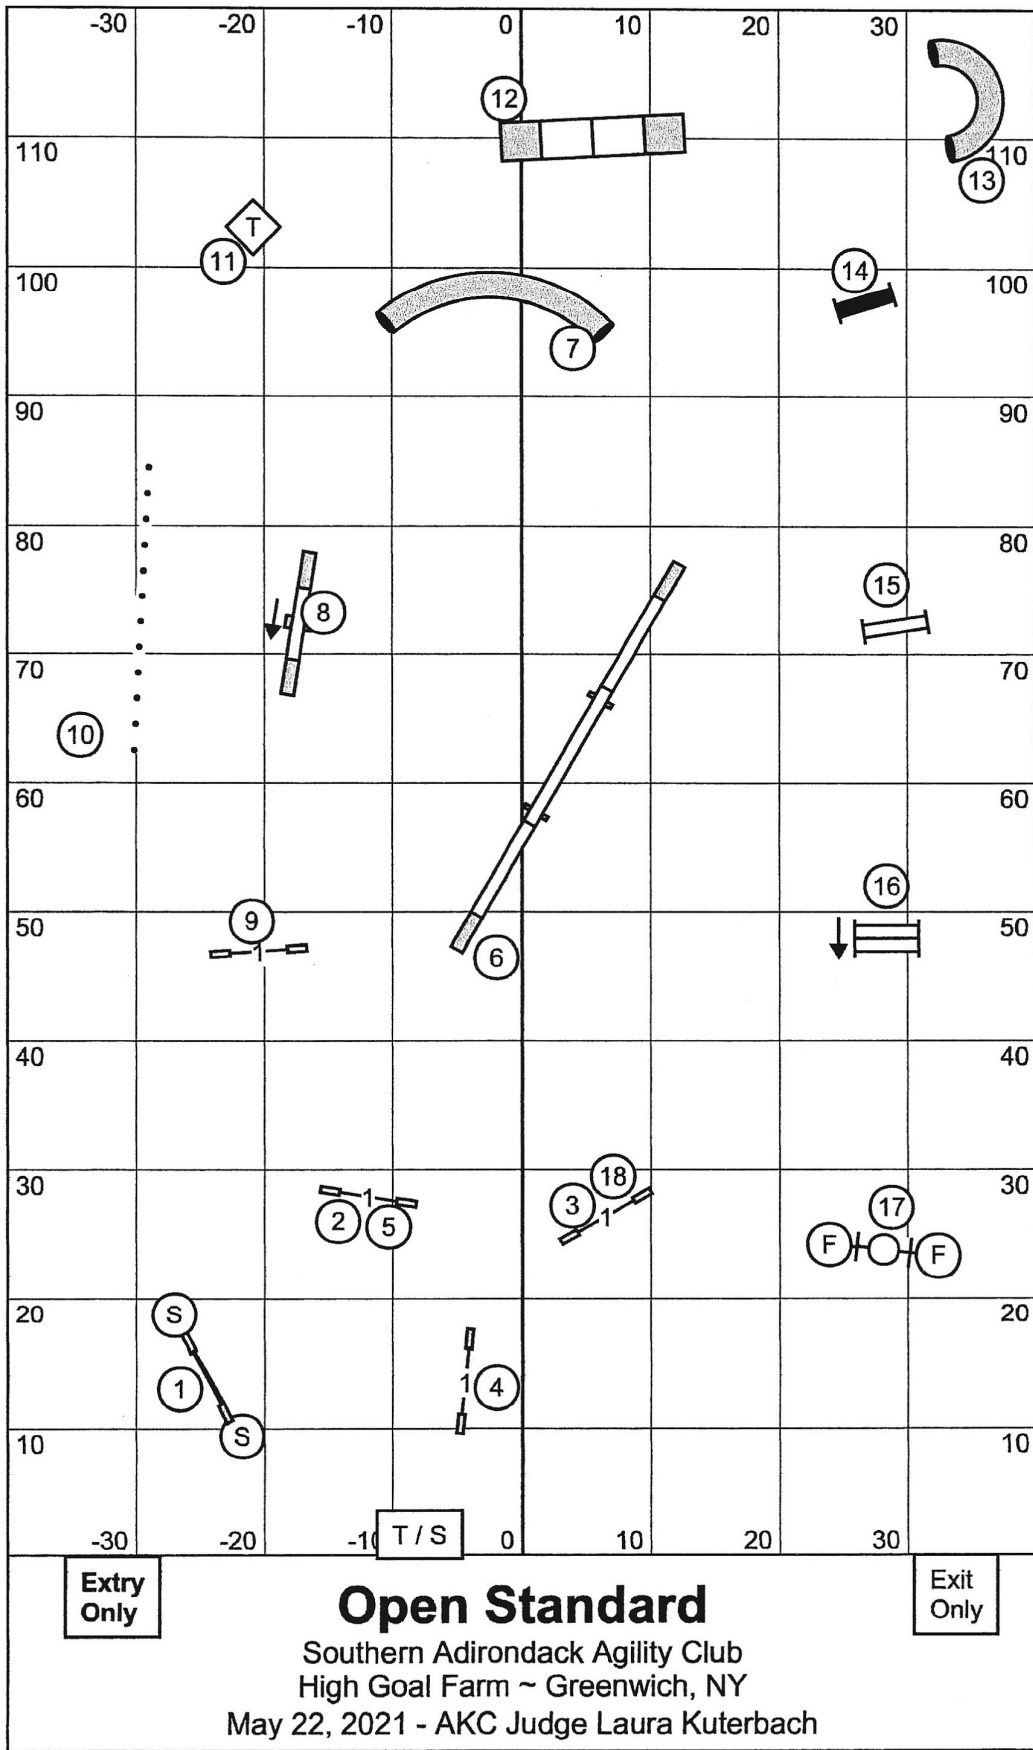 -30 -20 -10 0 10 20 30
12
110 110
13
T
11
14
100 100
7
90 90
80 80
15
8
70 70
10
60 60
16
9 50 50
1
6
40 40
18
30 30
1 3 17
2 5 1
F F
20 20
S
1 1 4
S
10 10
-30 -20 -10 T / S 0 10 20 30
Extry
Only
Exit
Only
Open Standard
Southern Adirondack Agility Club
High Goal Farm ~ Greenwich, NY
May 22, 2021 - AKC Judge Laura Kuterbach